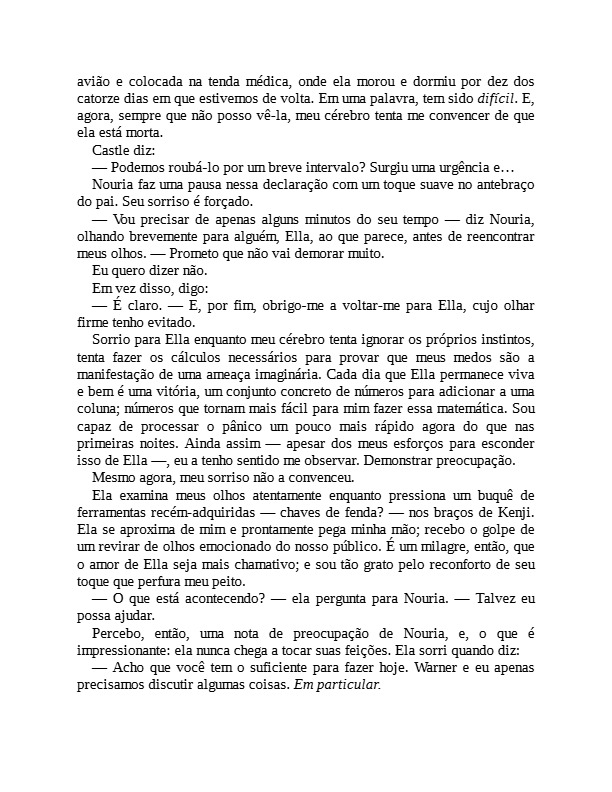 avião e colocada na tenda médica, onde ela morou e dormiu por dez dos
catorze dias em que estivemos de volta. Em uma palavra, tem sido difícil. E,
agora, sempre que não posso vê-la, meu cérebro tenta me convencer de que
ela está morta.
Castle diz:
— Podemos roubá-lo por um breve intervalo? Surgiu uma urgência e…
Nouria faz uma pausa nessa declaração com um toque suave no antebraço
do pai. Seu sorriso é forçado.
— Vou precisar de apenas alguns minutos do seu tempo — diz Nouria,
olhando brevemente para alguém, Ella, ao que parece, antes de reencontrar
meus olhos. — Prometo que não vai demorar muito.
Eu quero dizer não.
Em vez disso, digo:
— É claro. — E, por fim, obrigo-me a voltar-me para Ella, cujo olhar
firme tenho evitado.
Sorrio para Ella enquanto meu cérebro tenta ignorar os próprios instintos,
tenta fazer os cálculos necessários para provar que meus medos são a
manifestação de uma ameaça imaginária. Cada dia que Ella permanece viva
e bem é uma vitória, um conjunto concreto de números para adicionar a uma
coluna; números que tornam mais fácil para mim fazer essa matemática. Sou
capaz de processar o pânico um pouco mais rápido agora do que nas
primeiras noites. Ainda assim — apesar dos meus esforços para esconder
isso de Ella —, eu a tenho sentido me observar. Demonstrar preocupação.
Mesmo agora, meu sorriso não a convenceu.
Ela examina meus olhos atentamente enquanto pressiona um buquê de
ferramentas recém-adquiridas — chaves de fenda? — nos braços de Kenji.
Ela se aproxima de mim e prontamente pega minha mão; recebo o golpe de
um revirar de olhos emocionado do nosso público. É um milagre, então, que
o amor de Ella seja mais chamativo; e sou tão grato pelo reconforto de seu
toque que perfura meu peito.
— O que está acontecendo? — ela pergunta para Nouria. — Talvez eu
possa ajudar.
Percebo, então, uma nota de preocupação de Nouria, e, o que é
impressionante: ela nunca chega a tocar suas feições. Ela sorri quando diz:
— Acho que você tem o suficiente para fazer hoje. Warner e eu apenas
precisamos discutir algumas coisas. Em particular.